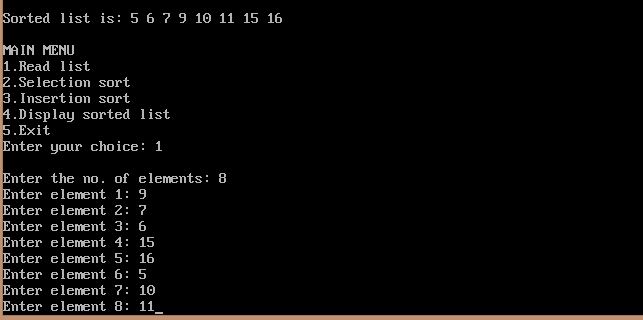 Sorted list is: 5 6 7 9 10 11 15 16
MAIN MENU
1.Read list
2.Selection sort
3.Insertion sort
4.Display sorted list
5.Exit
Enter your choice: 1
Enter the no. of elements: 8
Enter element 1: 9
Enter element 2: 7
Enter element 3: 6
Enter element 4: 15
Enter element 5: 16
Enter element 6: 5
Enter element 7: 10
Enter element 8: 11_